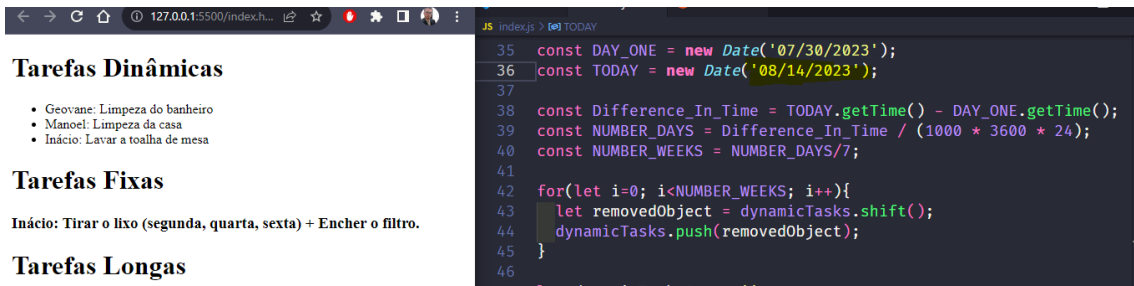 127.0.0.1:5500/index.h...
Tarefas Dinâmicas
Geovane: Limpeza do banheiro
Manoel: Limpeza da casa
Inácio: Lavar a toalha de mesa
Tarefas Fixas
Inácio: Tirar o lixo (segunda, quarta, sexta) + Encher o filtro.
Tarefas Longas
JS index.js > TODAY
35 const DAY_ONE = new Date('07/30/2023');
36 const TODAY = new Date('08/14/2023');
37
38 const Difference_In_Time = TODAY.getTime() - DAY_ONE.getTime();
39 const NUMBER_DAYS = Difference_In_Time / (1000 * 3600 * 24);
40 const NUMBER_WEEKS = NUMBER_DAYS/7;
41
42 for(let i=0; i<NUMBER_WEEKS; i++){
43 let removedObject = dynamicTasks.shift();
44 dynamicTasks.push(removedObject);
45 }
46